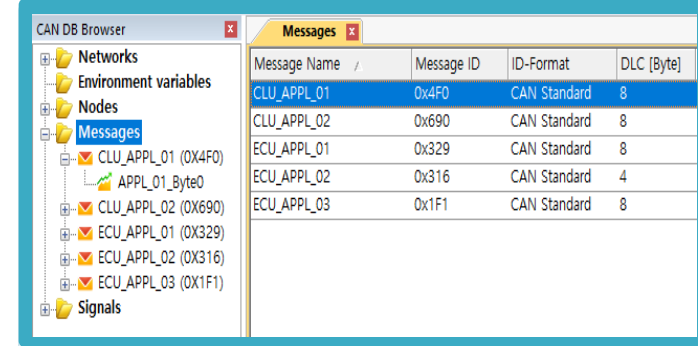 CAN DB Browser
Networks
Environment variables
Nodes
Messages
CLU_APPL_01 (0X4F0)
APPL_01_Byte0
CLU_APPL_02 (0X690)
ECU_APPL_01 (0X329)
ECU_APPL_02 (0X316)
ECU_APPL_03 (0X1F1)
Signals
Messages
Message Name Message ID ID-Format DLC [Byte]
CLU_APPL_01 0x4F0 CAN Standard 8
CLU_APPL_02 0x690 CAN Standard 8
ECU_APPL_01 0x329 CAN Standard 8
ECU_APPL_02 0x316 CAN Standard 4
ECU_APPL_03 0x1F1 CAN Standard 8